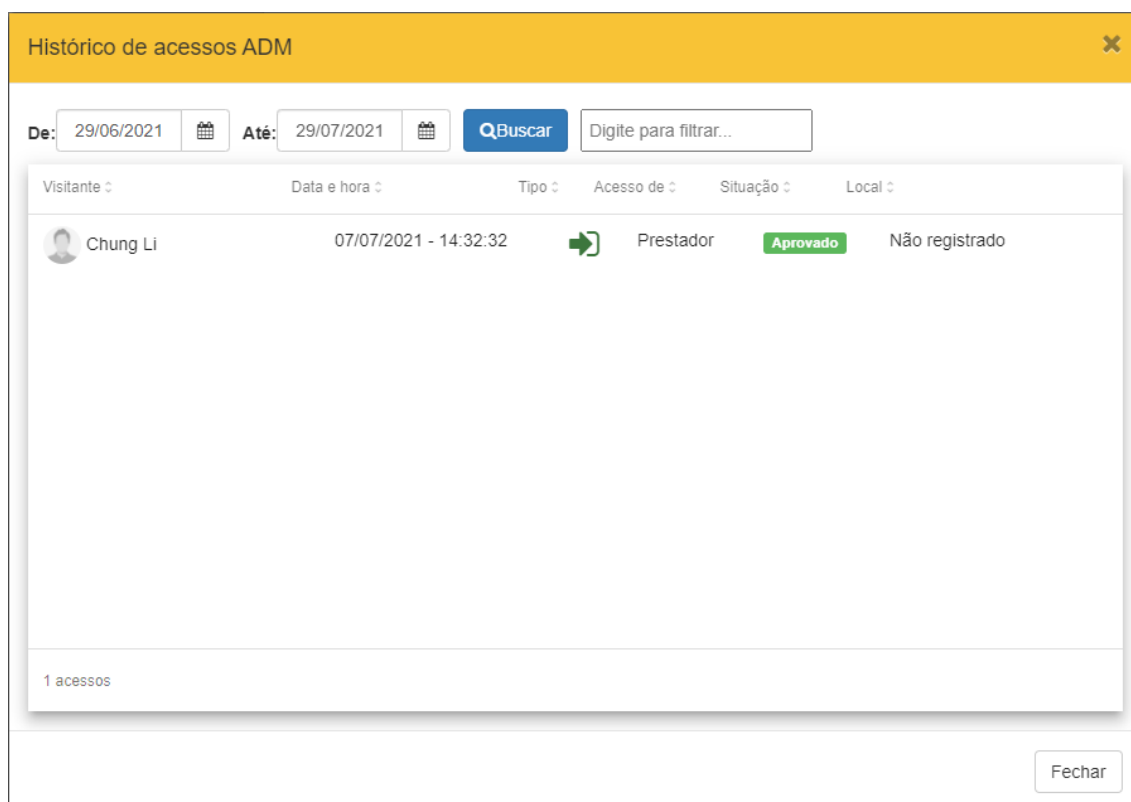 Histórico de acessos ADM
De: 29/06/2021 Até: 29/07/2021 Buscar Digite para filtrar...
Visitante Data e hora Tipo Acesso de Situação Local
Chung Li 07/07/2021 - 14:32:32 Prestador Aprovado Não registrado
1 acessos
Fechar